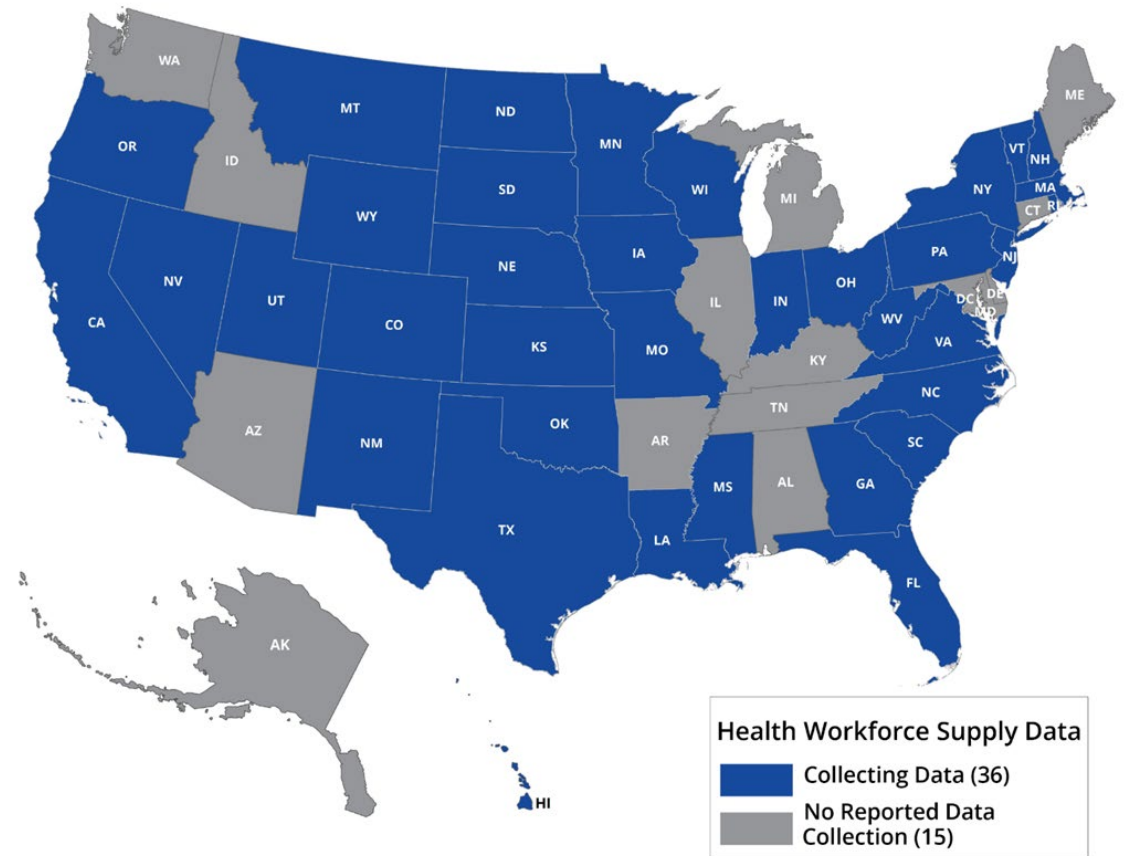 WA
MT
ND
MN
ME
OR
ID
SD
WI
VT
NH
WY
MI
NY
MA
CT
RI
NE
IA
PA
NJ
NV
UT
CO
IL
IN
OH
DC
DE
MD
CA
KS
MO
WV
VA
KY
NC
AZ
NM
OK
AR
TN
SC
MS
AL
GA
TX
LA
FL
AK
HI
Health Workforce Supply Data
Collecting Data (36)
No Reported Data
Collection (15)